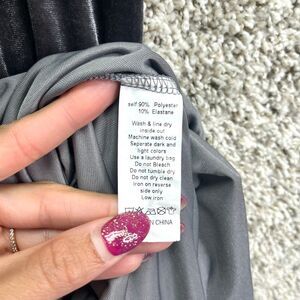 self 90% Polyester
10% Elastane
Wash & line dry
inside out
Machine wash cold
Separate dark and
light colors
Use a laundry bag
Do not Bleach
Do not tumble dry
Do not dry clean
Iron on reverse
side only
Low iron
IN CHINA